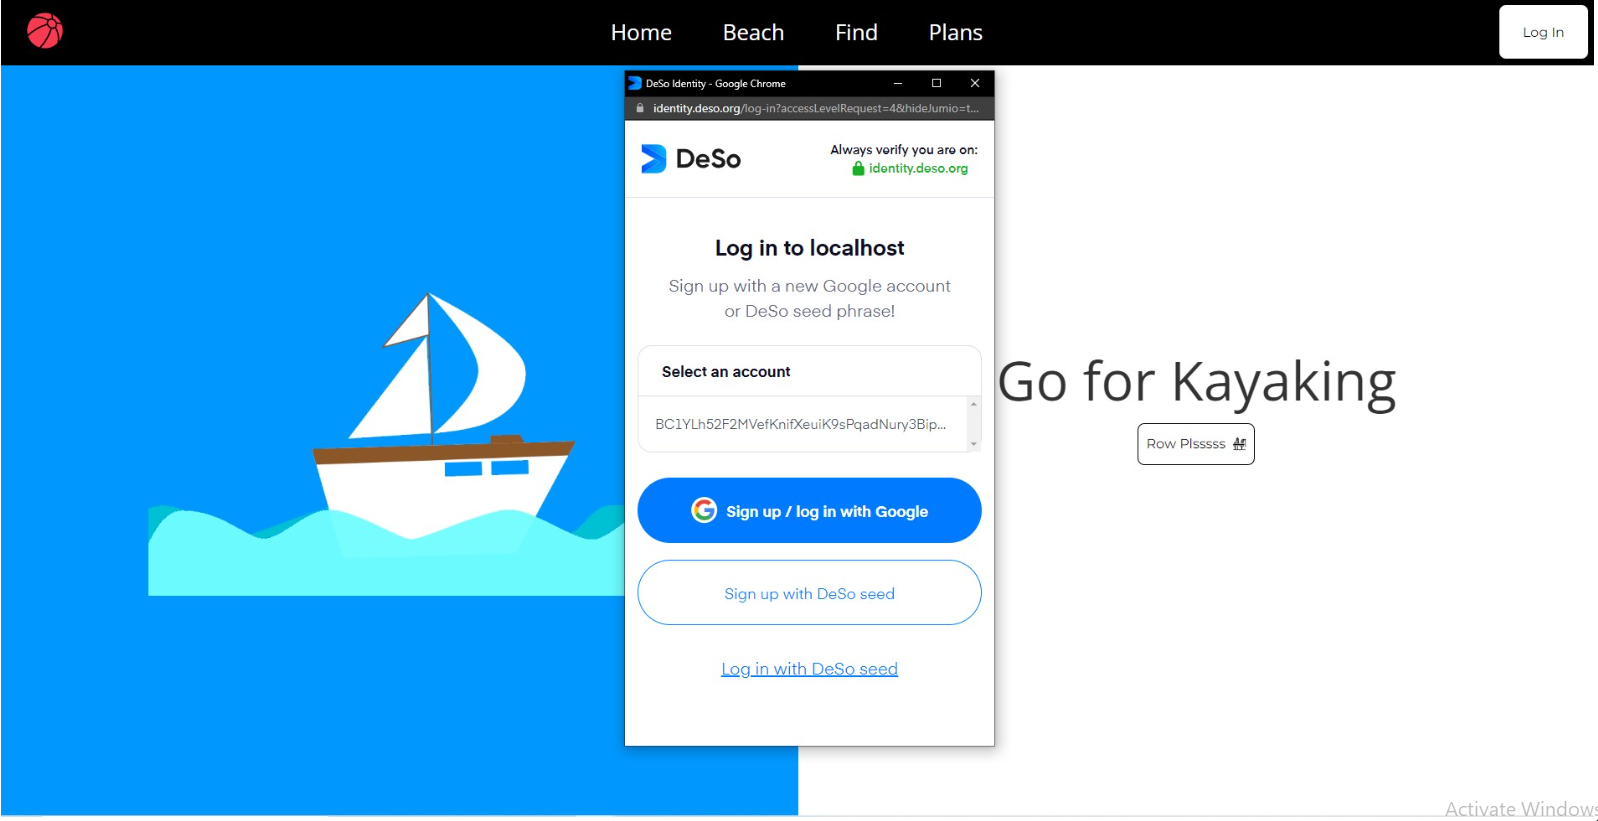 Home Beach Find Plans
Log In
DeSo Identity - Google Chrome
identity.deso.org/log-in?accessLevelRequest=4&hideJumio=t...
DeSo
Always verify you are on:
identity.deso.org
Log in to localhost
Sign up with a new Google account
or DeSo seed phrase!
Select an account
BC1YLh52F2MVefKnifXeuiK9sPqadNury3Bip...
Sign up / log in with Google
Sign up with DeSo seed
Log in with DeSo seed
Go for Kayaking
Row Plsssss
Activate Windows